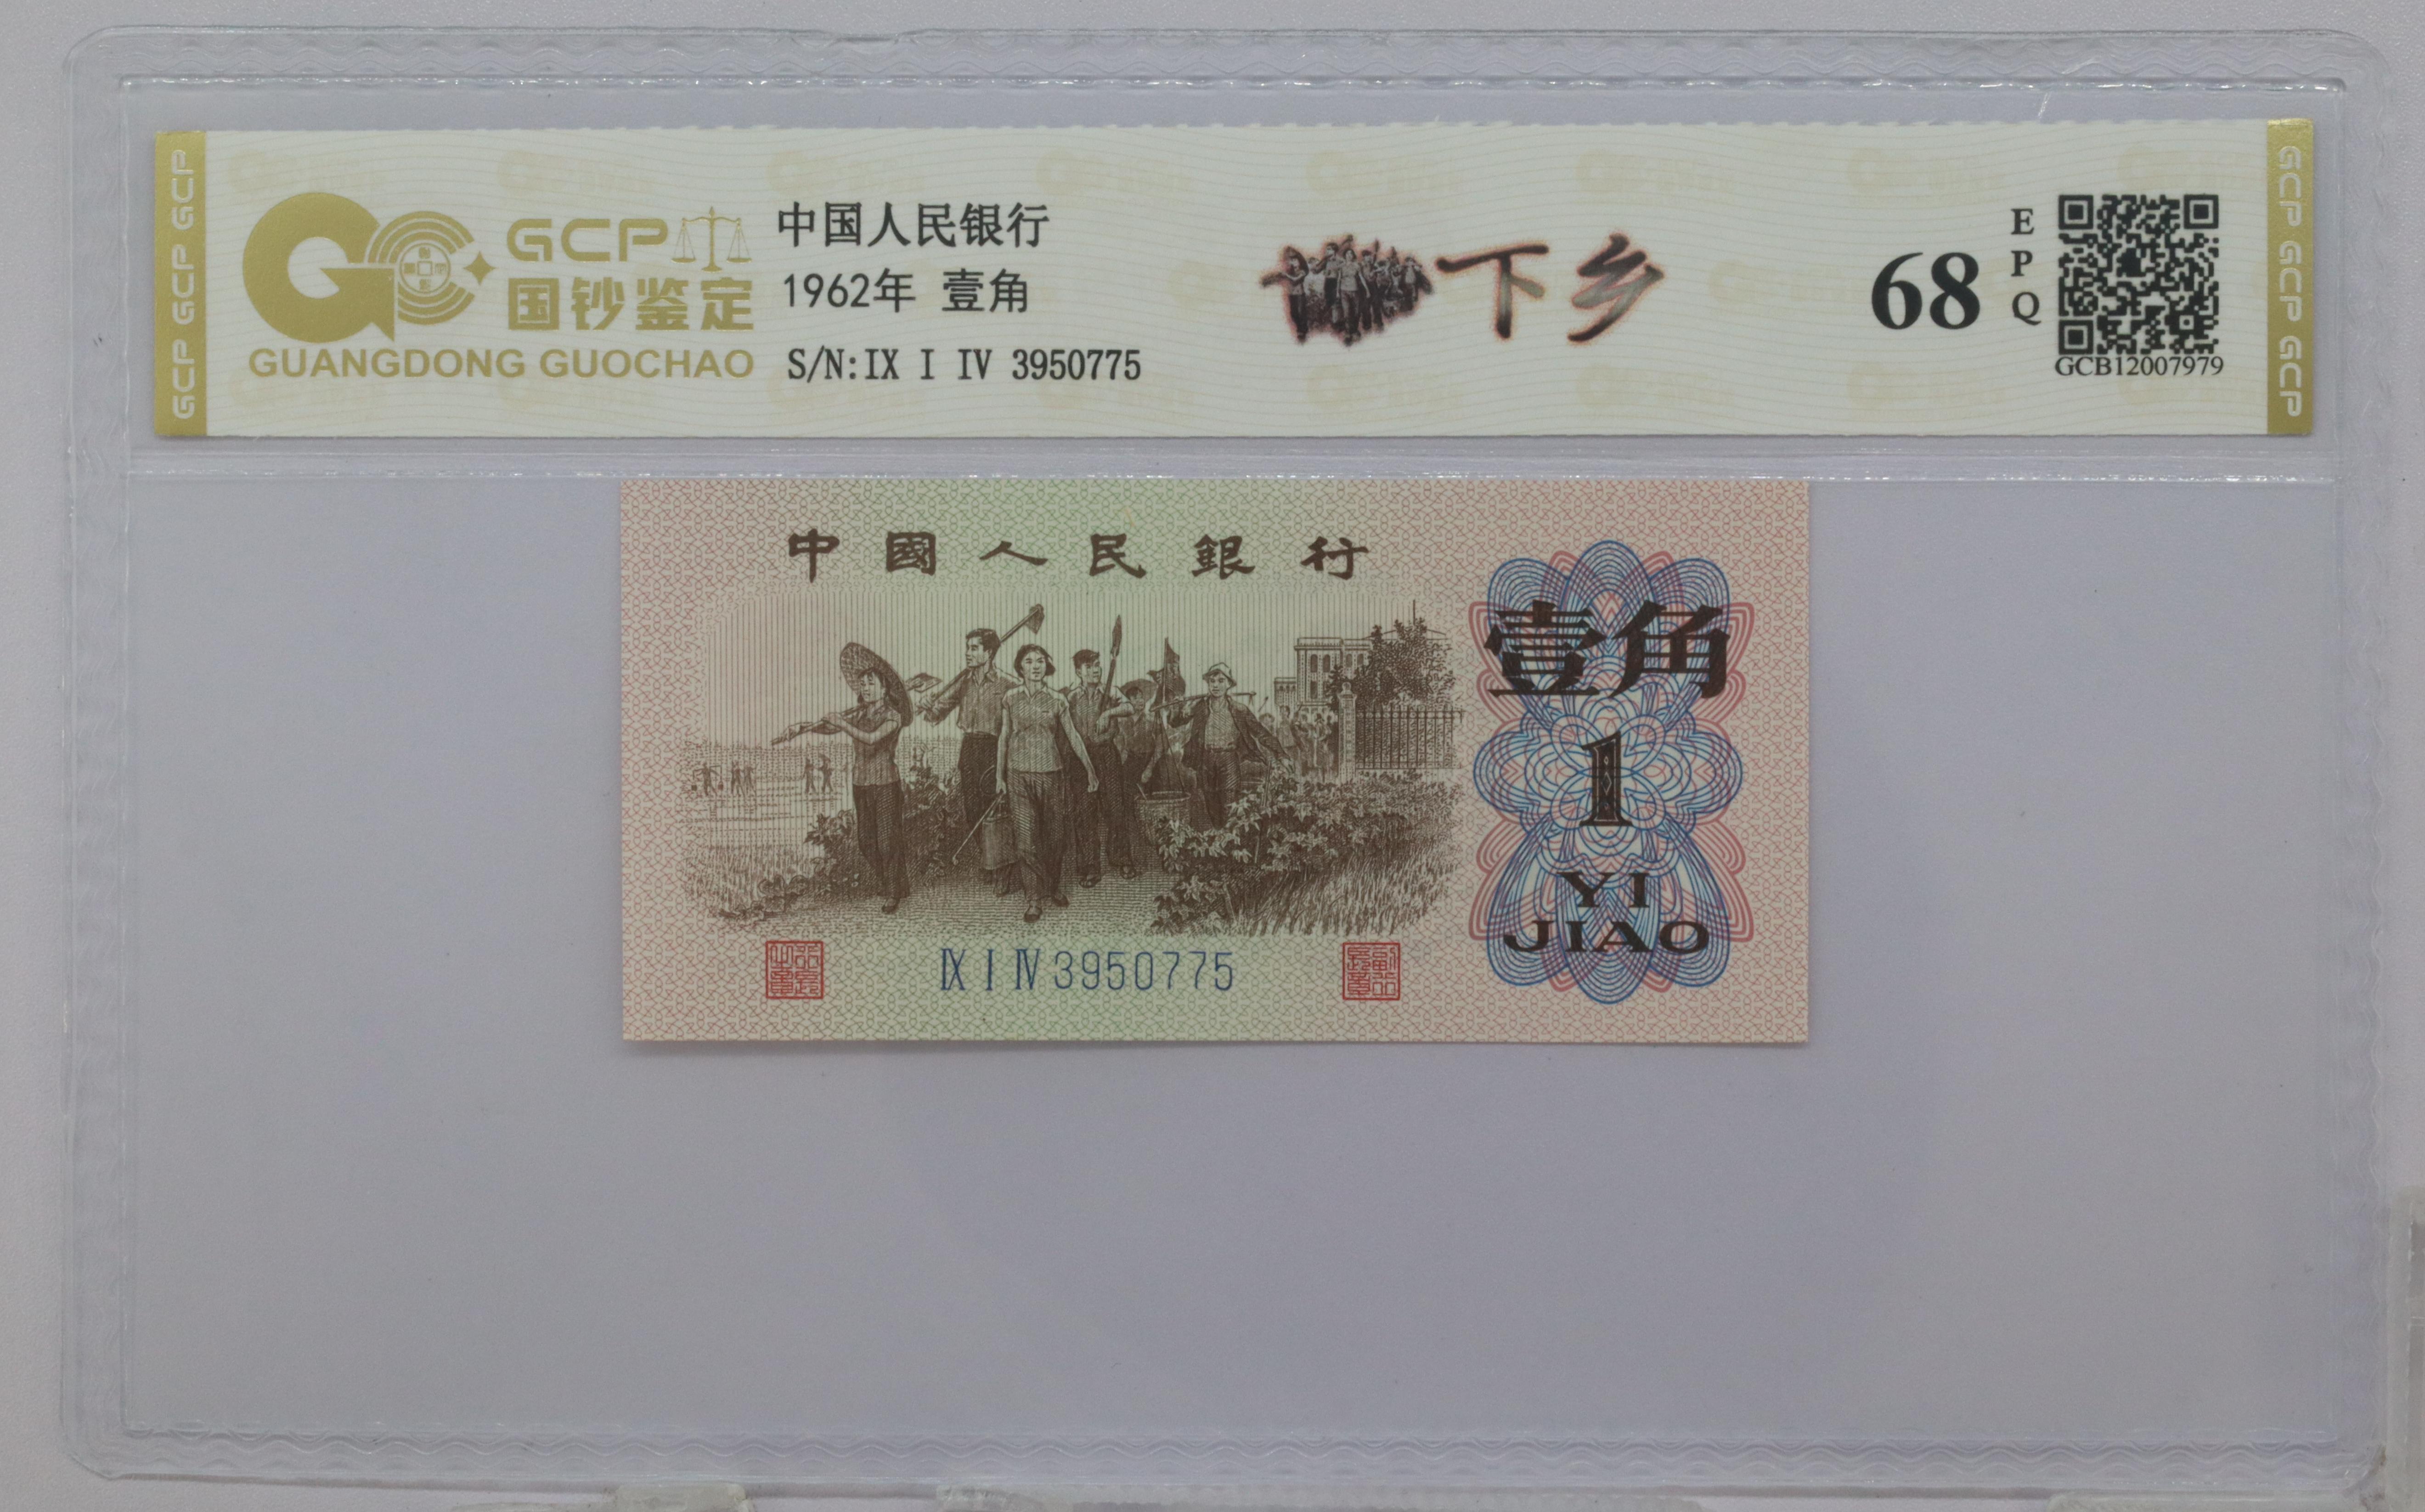 GCP GCP GCP
GCP
国钞鉴定
GUANGDONG GUOCHAO
中国人民银行
1962年 壹角
S/N:IX I IV 3950775
下乡
68
EPQ
GCB12007979
GCP GCP GCP
中國人民銀行
壹角
1
YI
JIAO
IX I IV 3950775